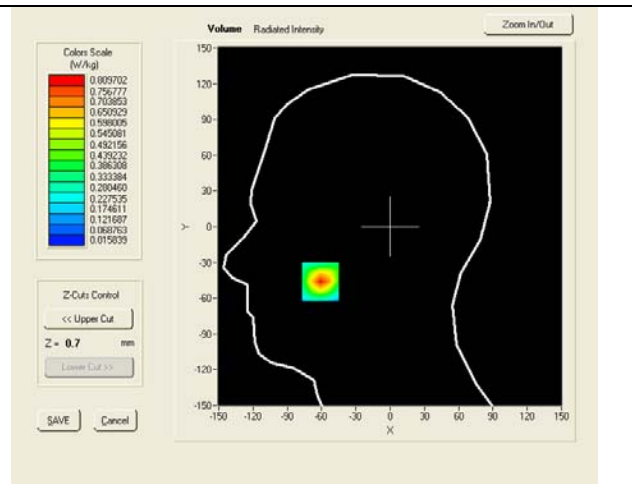 Volume Radiated Intensity
Zoom In/Out
Colors Scale
(W/kg)
0.809702
0.756777
0.703853
0.650929
0.598005
0.545081
0.492156
0.439232
0.386308
0.333384
0.280460
0.227535
0.174611
0.121687
0.068763
0.015839
Z-Cuts Control
<< Upper Cut
Z = 0.7 mm
Lower Cut >>
SAVE Cancel
150
120
90
60
30
0
-30
-60
-90
-120
-150
Y
-150 -120 -90 -60 -30 0 30 60 90 120 150
X